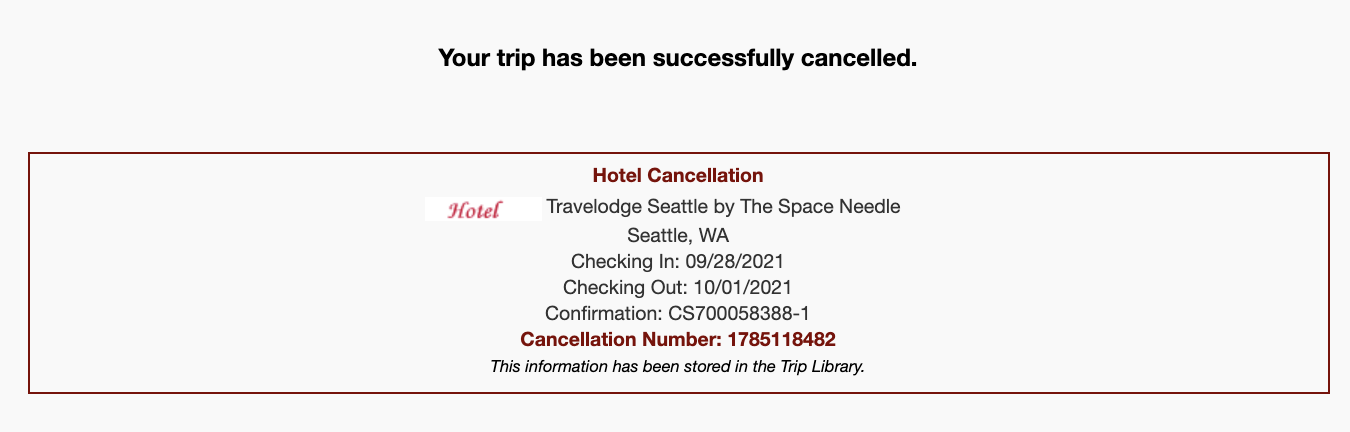 Your trip has been successfully cancelled.
Hotel Cancellation
Hotel Travelodge Seattle by The Space Needle
Seattle, WA
Checking In: 09/28/2021
Checking Out: 10/01/2021
Confirmation: CS700058388-1
Cancellation Number: 1785118482
This information has been stored in the Trip Library.